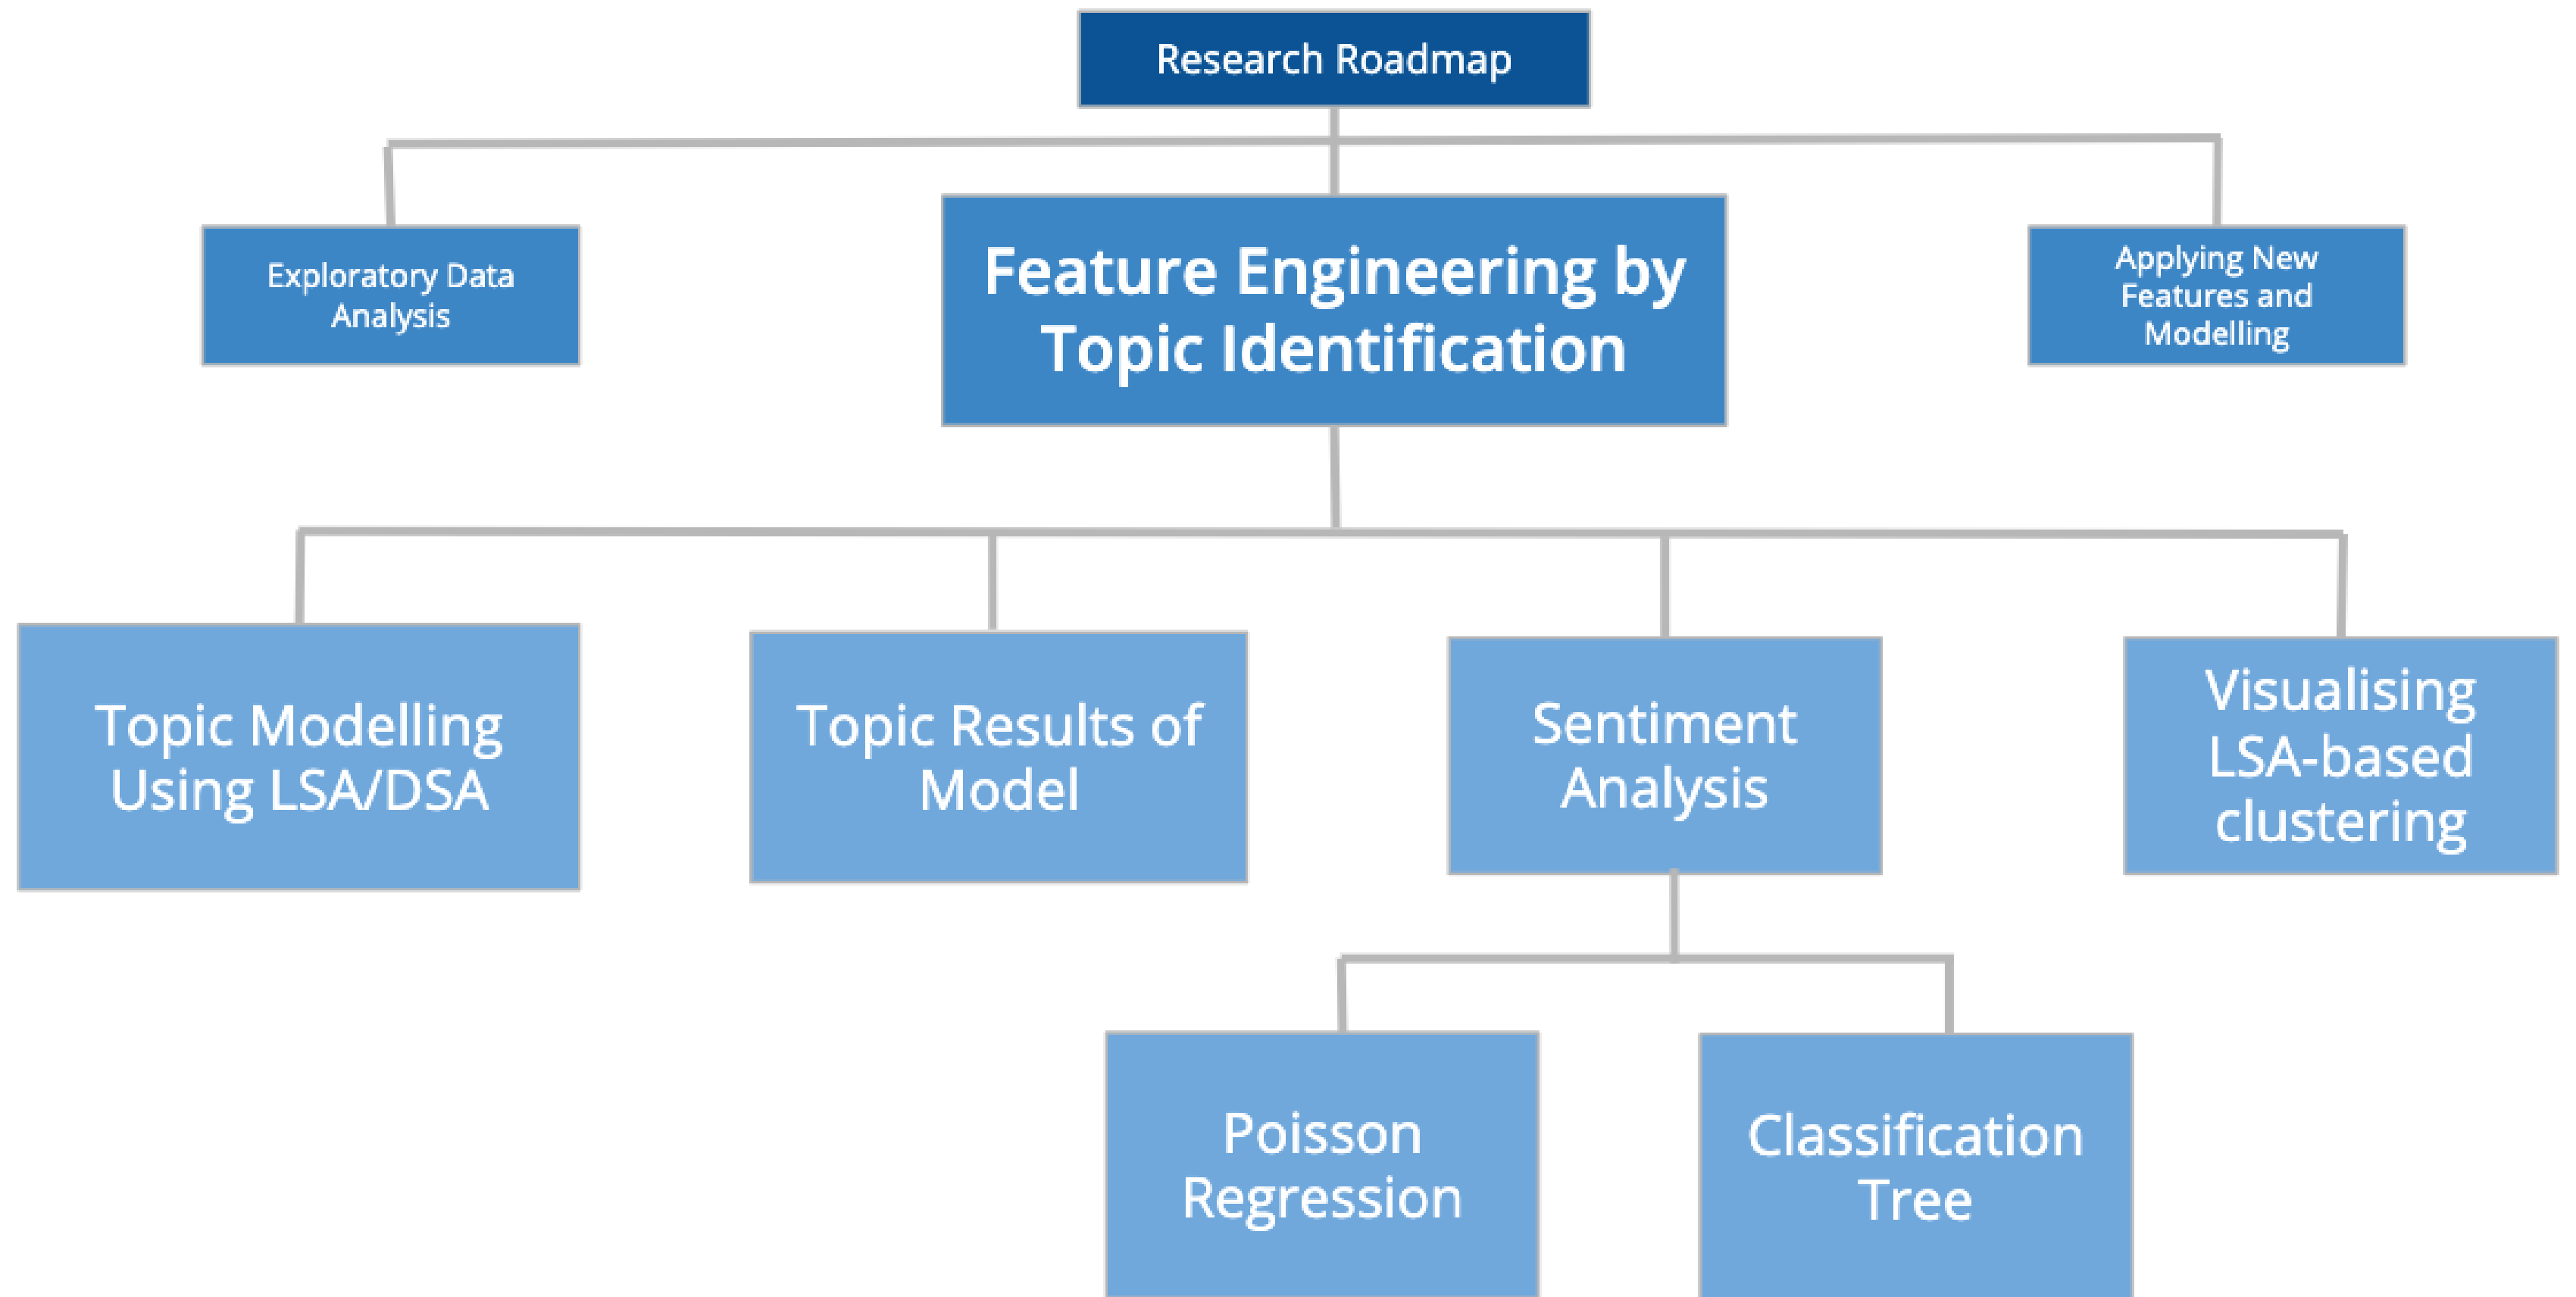 Research Roadmap
Exploratory Data
Analysis
Feature Engineering by
Topic Identification
Applying New
Features and
Modelling
Topic Modelling
Using LSA/DSA
Topic Results of
Model
Sentiment
Analysis
Visualising
LSA-based
clustering
Poisson
Regression
Classification
Tree